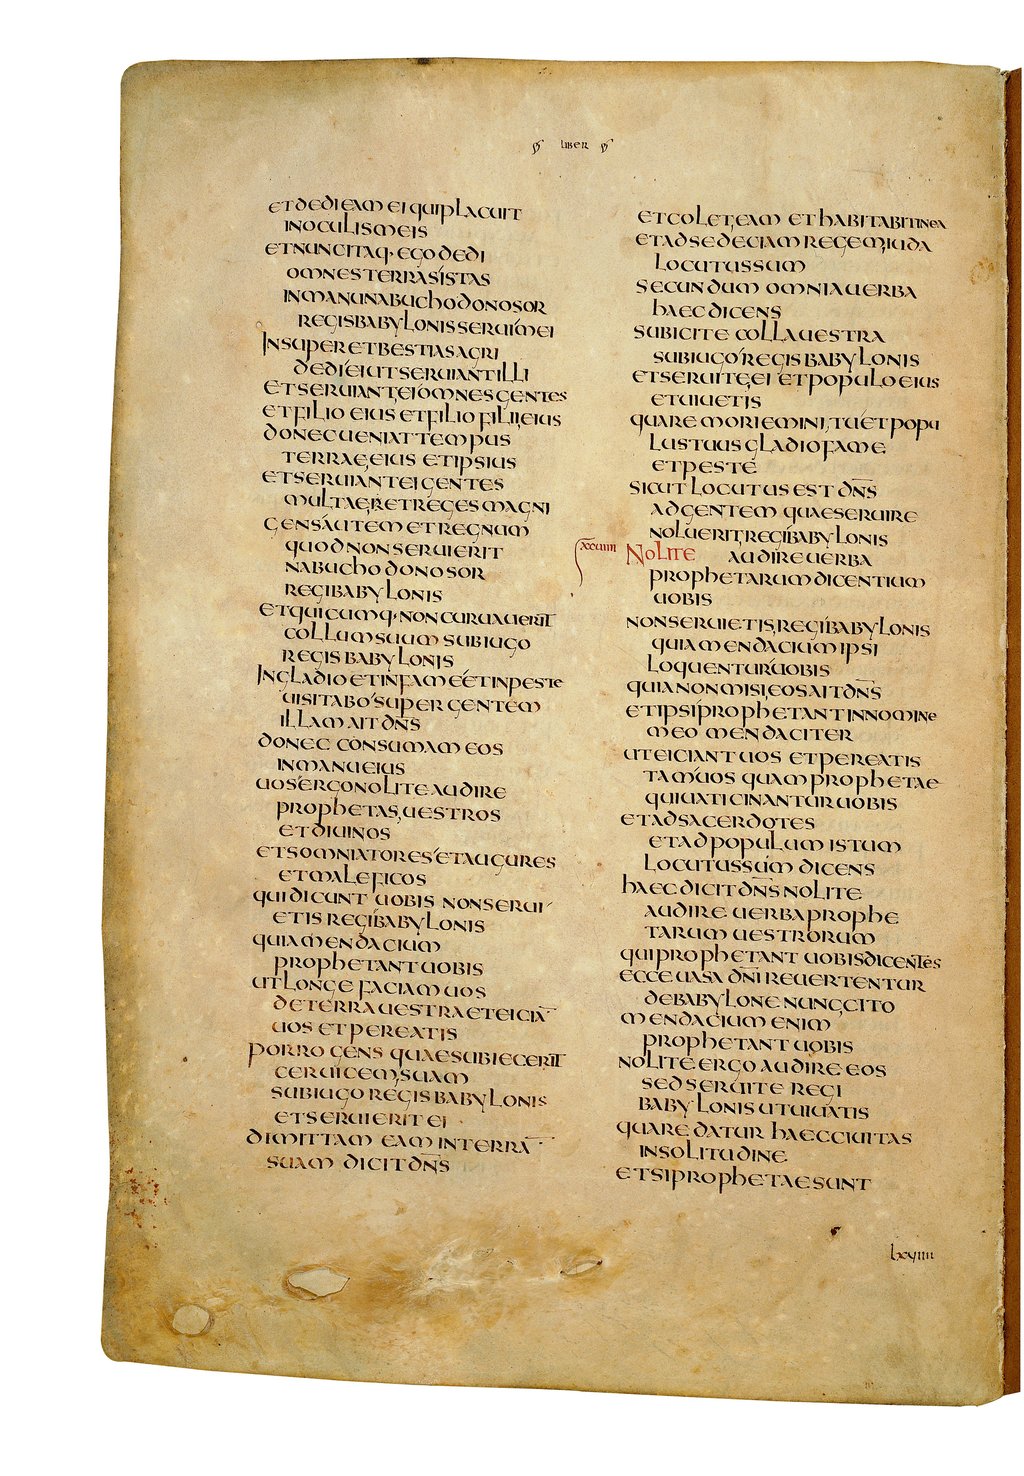 LIBER
ET DEDI EAM EI QUI PLACUIT
IN OCULIS MEIS
ET NUNC ITAQ· EGO DEDI
OMNES TERRAS ISTAS
IN MANU NABUCHODONOSOR
REGIS BABYLONIS SERUI MEI
INSUPER ET BESTIAS AGRI
DEDI EI UT SERUIANT ILLI
ET SERUIANT EI OMNES GENTES
ET FILIO EIUS ET FILIO FILII EIUS
DONEC UENIAT TEMPUS
TERRAE EIUS ET IPSIUS
ET SERUIANT EI GENTES
MULTAE ET REGES MAGNI
GENS AUTEM ET REGNUM
QUOD NON SERUIERIT
NABUCHODONOSOR
REGI BABYLONIS
ET QUICUMQ· NON CURUAUERIT
COLLUM SUUM SUB IUGO
REGIS BABYLONIS
IN GLADIO ET IN FAME ET IN PESTE
UISITABO SUPER GENTEM
ILLAM AIT DN̅S
DONEC CONSUMAM EOS
IN MANU EIUS
UOS ERGO NOLITE AUDIRE
PROPHETAS UESTROS
ET DIUINOS
ET SOMNIATORES ET AUGURES
ET MALEFICOS
QUI DICUNT UOBIS NON SERUI
ETIS REGI BABYLONIS
QUIA MENDACIUM
PROPHETANT UOBIS
UT LONGE FACIAM UOS
DE TERRA UESTRA ET EICIA̅
UOS ET PEREATIS
PORRO GENS QUAE SUBIECERIT
CERUICEM SUAM
SUB IUGO REGIS BABYLONIS
ET SERUIERIT EI
DIMITTAM EAM IN TERRA̅
SUAM DICIT DN̅S
ET COLET EAM ET HABITABIT IN EA
ET AD SEDECIAM REGEM IUDA
LOCUTUS SUM
SECUNDUM OMNIA UERBA
HAEC DICENS
SUBICITE COLLA UESTRA
SUB IUGO REGIS BABYLONIS
ET SERUITE EI ET POPULO EIUS
ET UIUETIS
QUARE MORIEMINI TU ET POPU
LUS TUUS GLADIO FAME
ET PESTE
SICUT LOCUTUS EST DN̅S
AD GENTEM QUAE SERUIRE
NOLUERIT REGI BABYLONIS
XXVIIII NOLITE AUDIRE UERBA
PROPHETARUM DICENTIUM
UOBIS
NON SERUIETIS REGI BABYLONIS
QUIA MENDACIUM IPSI
LOQUENTUR UOBIS
QUIA NON MISI EOS AIT DN̅S
ET IPSI PROPHETANT IN NOMINE
MEO MENDACITER
UT EICIANT UOS ET PEREATIS
TAM UOS QUAM PROPHETAE
QUI UATICINANTUR UOBIS
ET AD SACERDOTES
ET AD POPULUM ISTUM
LOCUTUS SUM DICENS
HAEC DICIT DN̅S NOLITE
AUDIRE UERBA PROPHE
TARUM UESTRORUM
QUI PROPHETANT UOBIS DICENTES
ECCE UASA DN̅I REUERTENTUR
DE BABYLONE NUNC CITO
MENDACIUM ENIM
PROPHETANT UOBIS
NOLITE ERGO AUDIRE EOS
SED SERUITE REGI
BABYLONIS UT UIUATIS
QUARE DATUR HAEC CIUITAS
IN SOLITUDINE
ET SI PROPHETAE SUNT